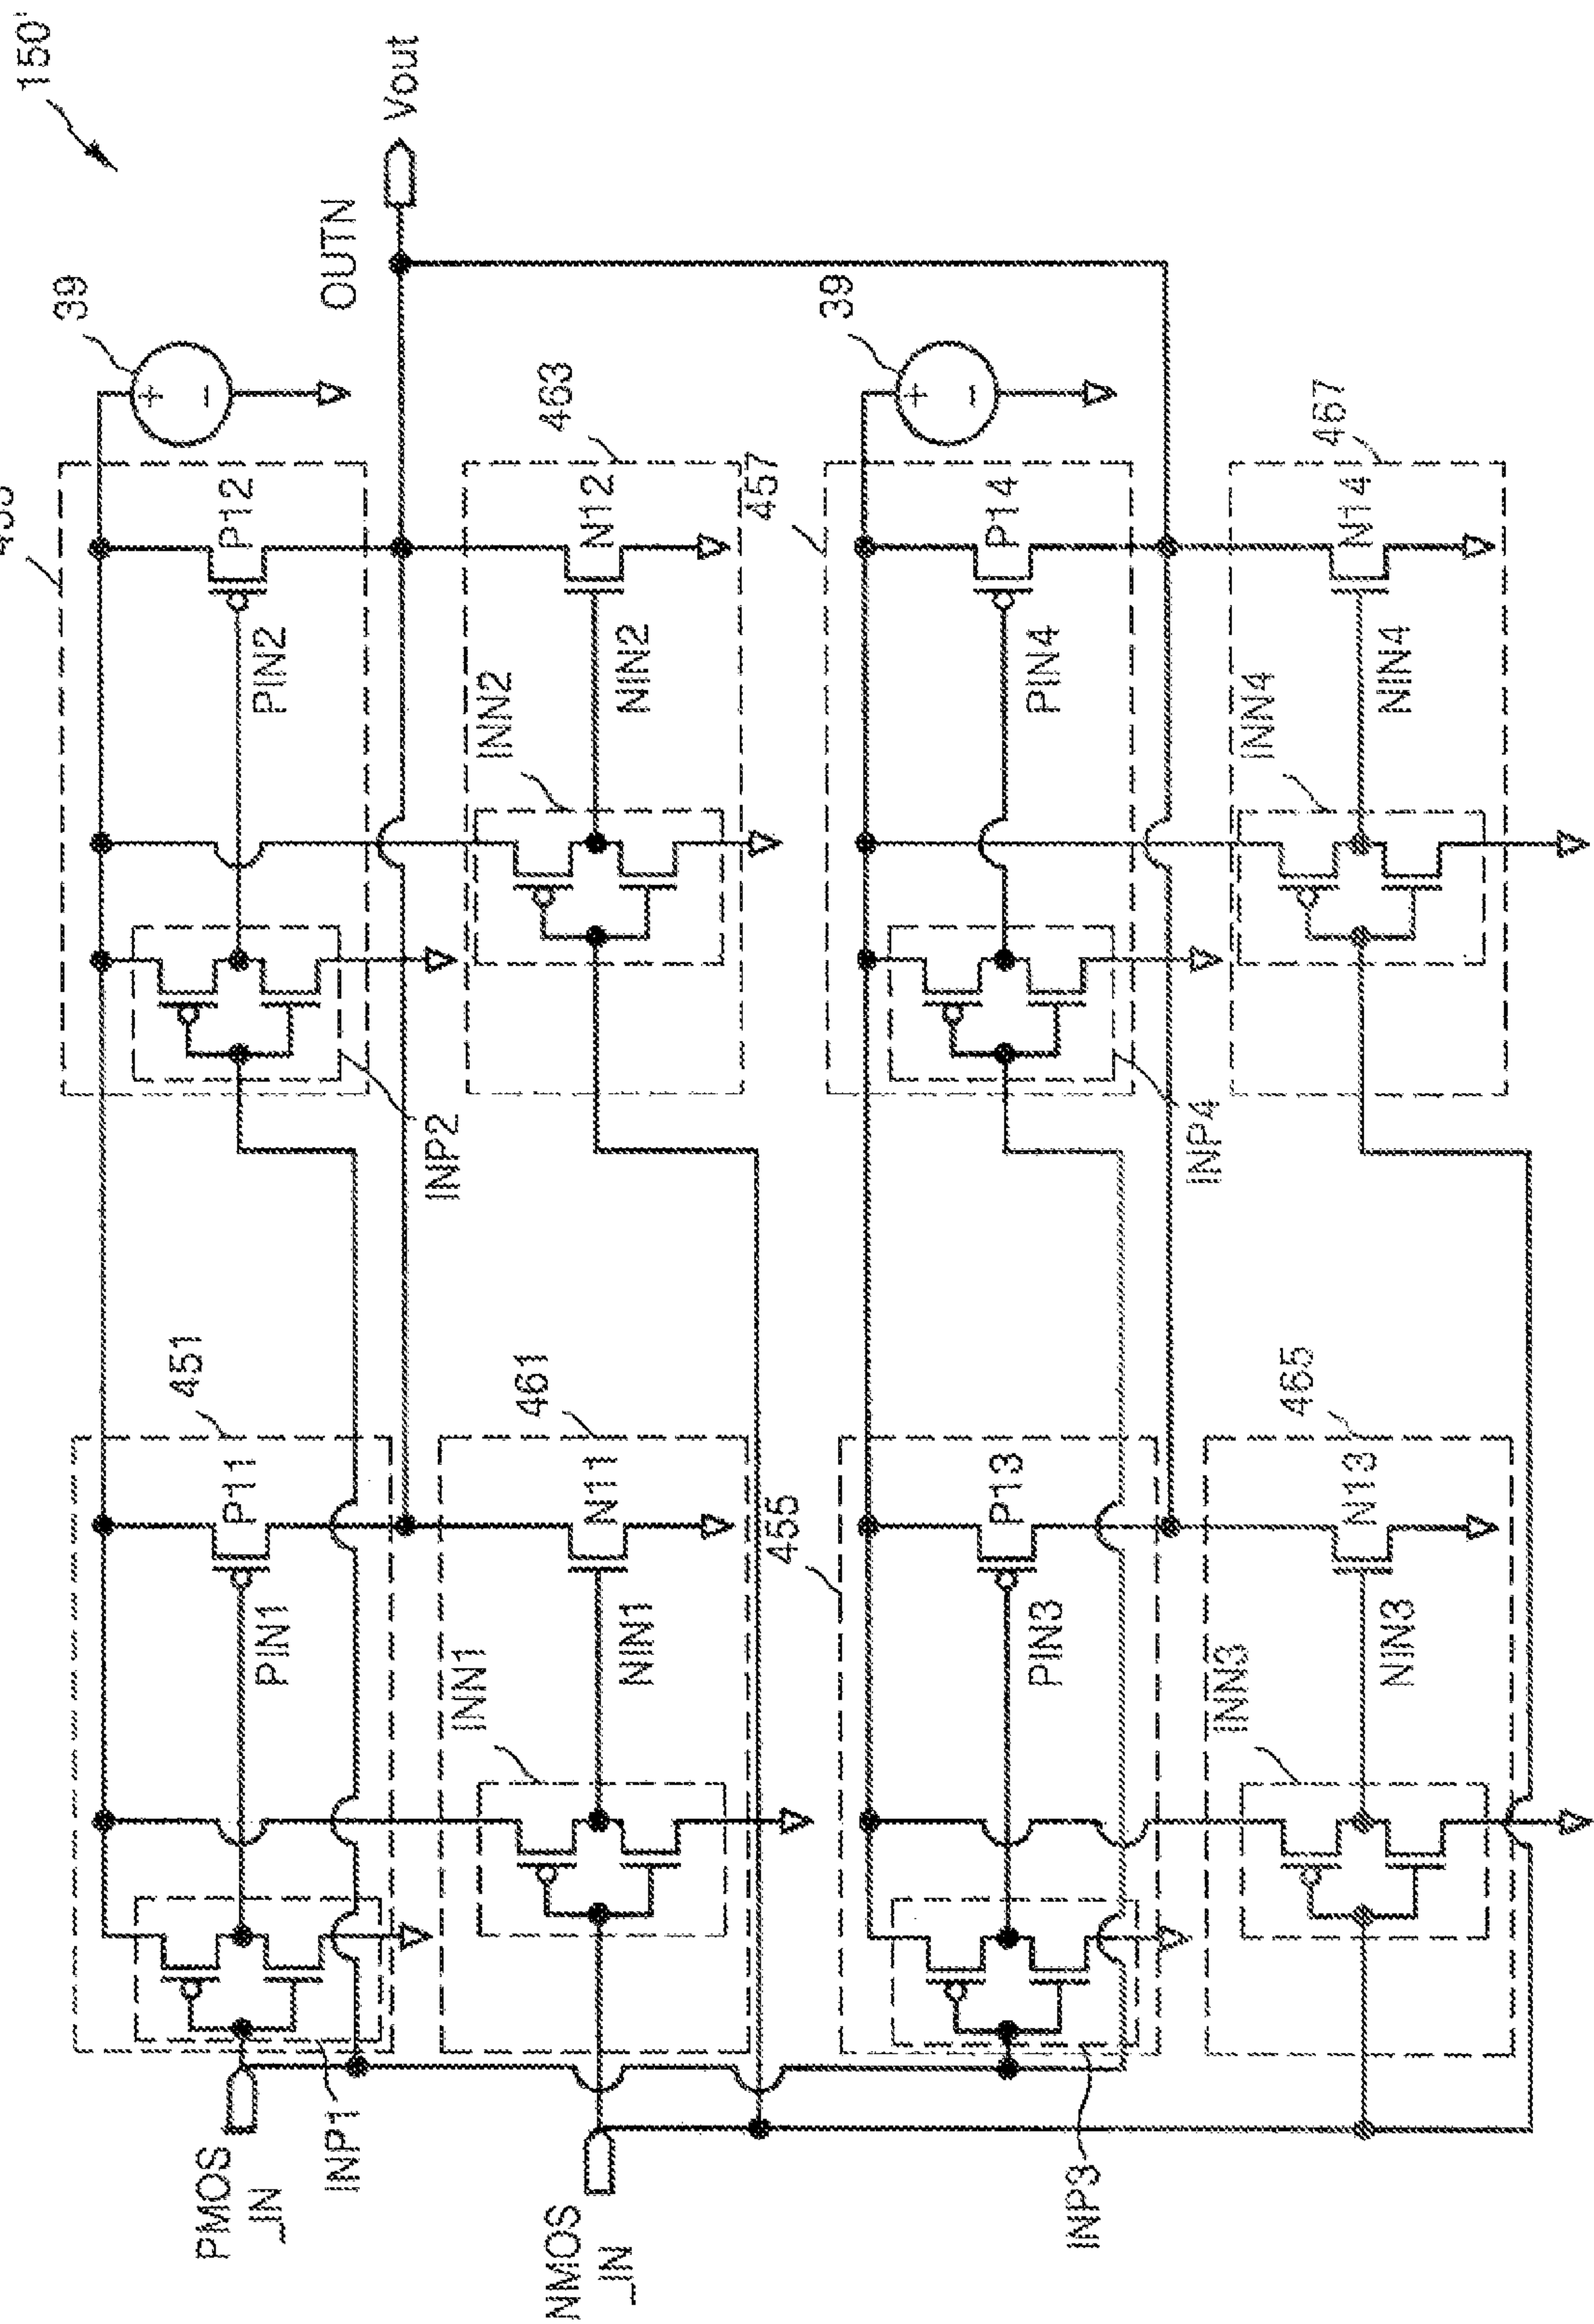 150'
PMOS
_IN
INP1
451
P11
PIN1
P12
PIN2
INP2
39
OUTN
Vout
NMOS
_IN
461
N11
NIN1
INN1
463
N12
NIN2
INN2
455
P13
PIN3
INP3
457
P14
PIN4
INP4
39
465
N13
NIN3
INN3
467
N14
NIN4
INN4